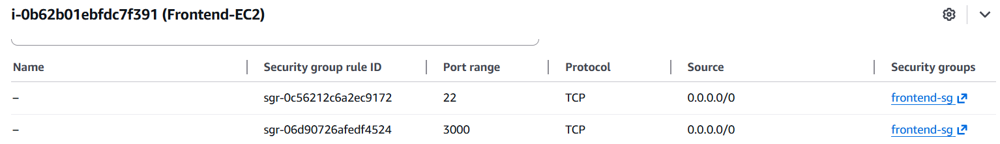 i-0b62b01ebfdc7f391 (Frontend-EC2)
Name Security group rule ID Port range Protocol Source Security groups
– sgr-0c56212c6a2ec9172 22 TCP 0.0.0.0/0 frontend-sg
– sgr-06d90726afedf4524 3000 TCP 0.0.0.0/0 frontend-sg